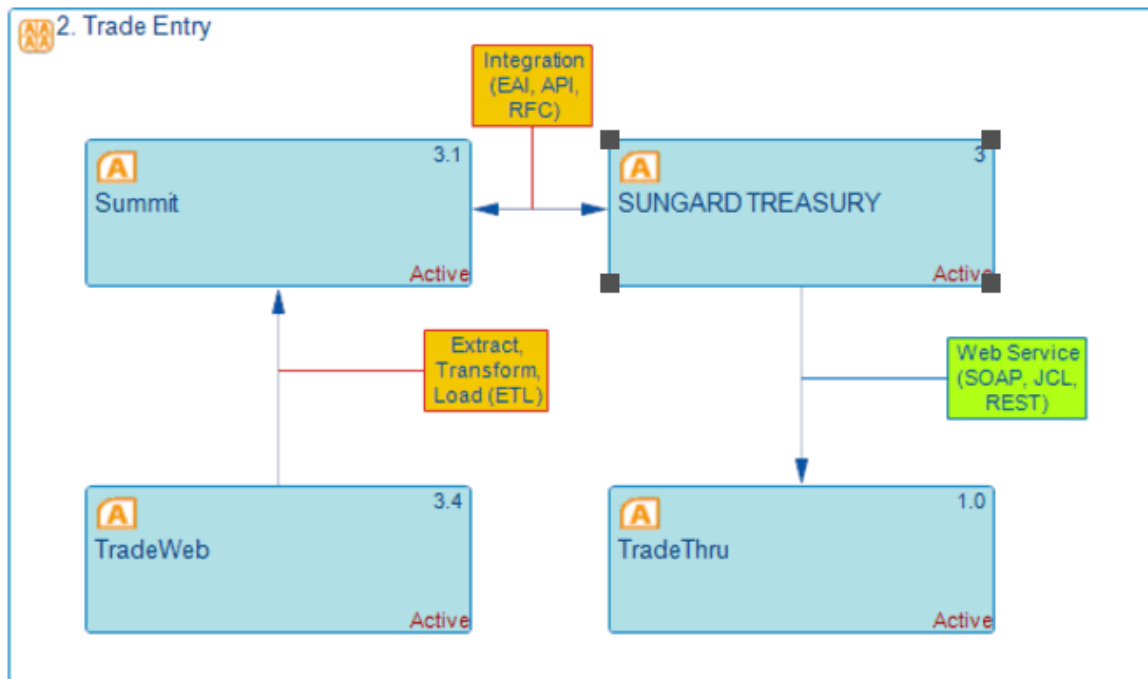 2. Trade Entry
Integration
(EAI, API,
RFC)
A
3.1
Summit
Active
A
3
SUNGARD TREASURY
Active
Extract,
Transform,
Load (ETL)
Web Service
(SOAP, JCL,
REST)
A
3.4
TradeWeb
Active
A
1.0
TradeThru
Active